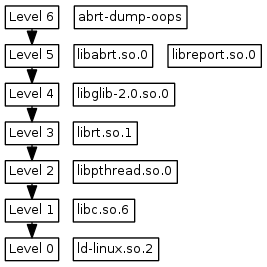 Level 6 abrt-dump-oops
Level 5 libabrt.so.0 libreport.so.0
Level 4 libglib-2.0.so.0
Level 3 librt.so.1
Level 2 libpthread.so.0
Level 1 libc.so.6
Level 0 ld-linux.so.2